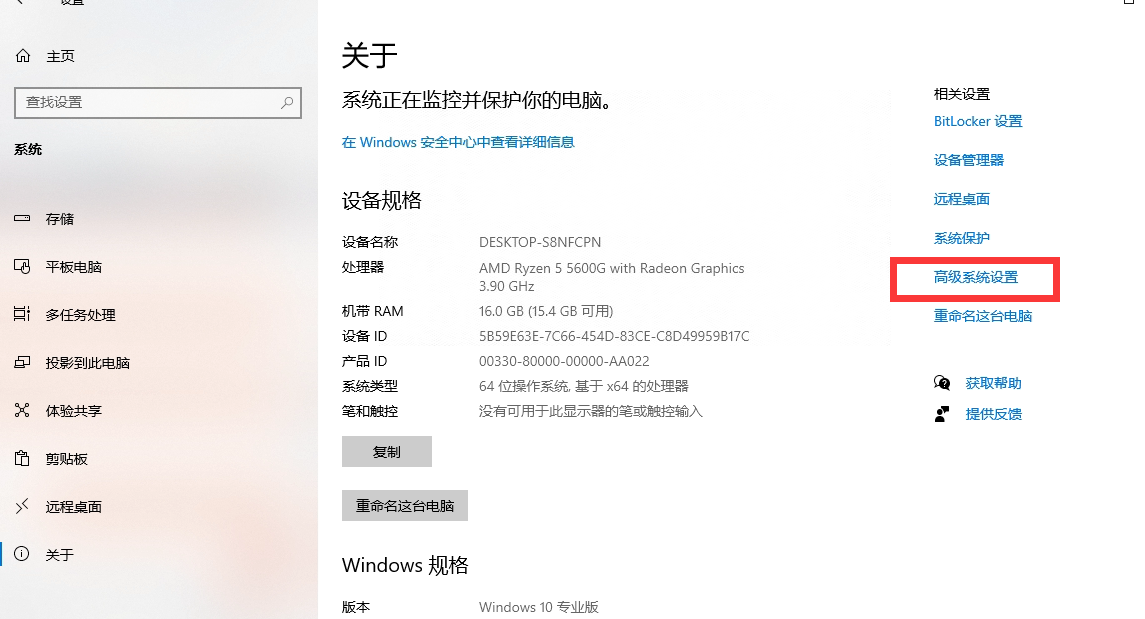 设置
主页
查找设置
系统
存储
平板电脑
多任务处理
投影到此电脑
体验共享
剪贴板
远程桌面
关于
关于
系统正在监控并保护你的电脑。
在 Windows 安全中心中查看详细信息
设备规格
设备名称 DESKTOP-S8NFCPN
处理器 AMD Ryzen 5 5600G with Radeon Graphics
3.90 GHz
机带 RAM 16.0 GB (15.4 GB 可用)
设备 ID 5B59E63E-7C66-454D-83CE-C8D49959B17C
产品 ID 00330-80000-00000-AA022
系统类型 64 位操作系统, 基于 x64 的处理器
笔和触控 没有可用于此显示器的笔或触控输入
复制
重命名这台电脑
Windows 规格
版本 Windows 10 专业版
相关设置
BitLocker 设置
设备管理器
远程桌面
系统保护
高级系统设置
重命名这台电脑
获取帮助
提供反馈